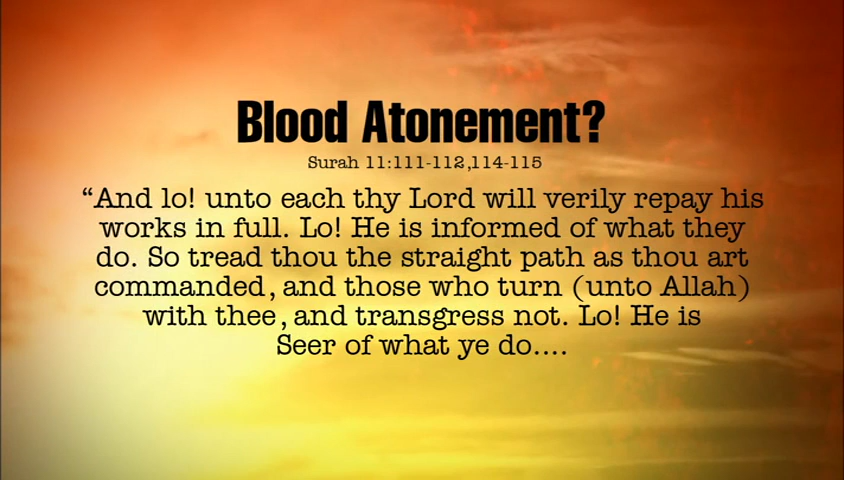 Blood Atonement?
Surah 11:111-112,114-115
“And lo! unto each thy Lord will verily repay his
works in full. Lo! He is informed of what they
do. So tread thou the straight path as thou art
commanded, and those who turn (unto Allah)
with thee, and transgress not. Lo! He is
Seer of what ye do....